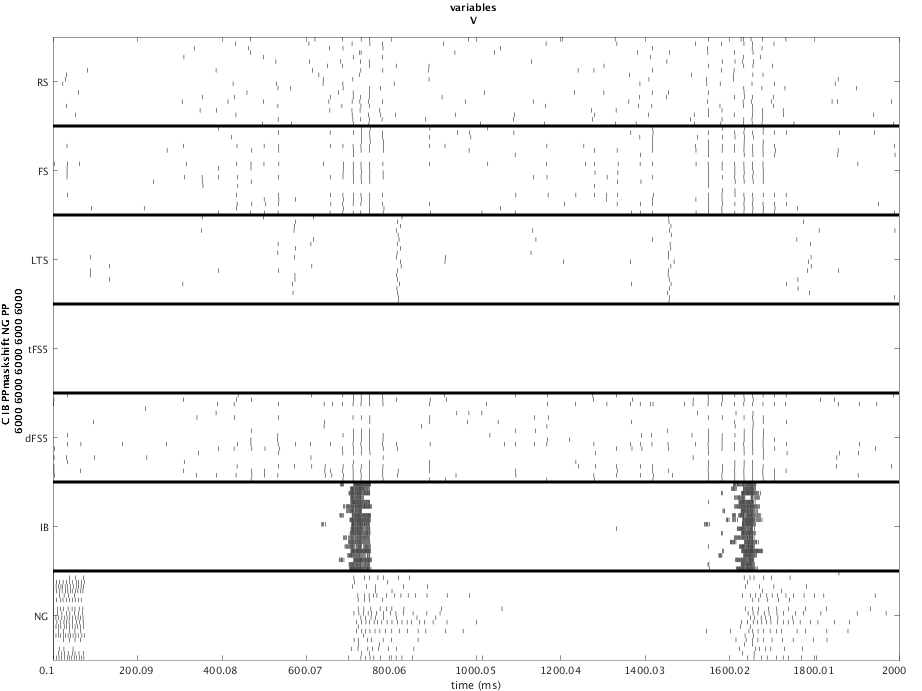 variables
V
C IB PPmaskshift NG PP
6000 6000 6000 6000 6000
RS
FS
LTS
tFS5
dFS5
IB
NG
0.1 200.09 400.08 600.07 800.06 1000.05 1200.04 1400.03 1600.02 1800.01 2000
time (ms)